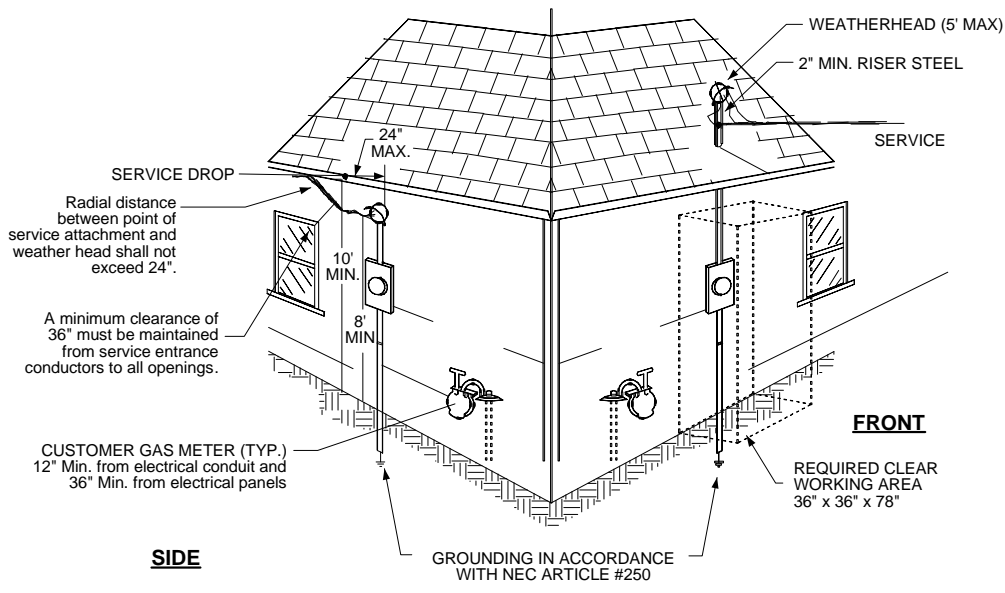 WEATHERHEAD (5' MAX)
2" MIN. RISER STEEL
SERVICE
24"
MAX.
SERVICE DROP
Radial distance
between point of
service attachment and
weather head shall not
exceed 24".
10'
MIN.
8'
MIN
A minimum clearance of
36" must be maintained
from service entrance
conductors to all openings.
CUSTOMER GAS METER (TYP.)
12" Min. from electrical conduit and
36" Min. from electrical panels
FRONT
REQUIRED CLEAR
WORKING AREA
36" x 36" x 78"
SIDE
GROUNDING IN ACCORDANCE
WITH NEC ARTICLE #250